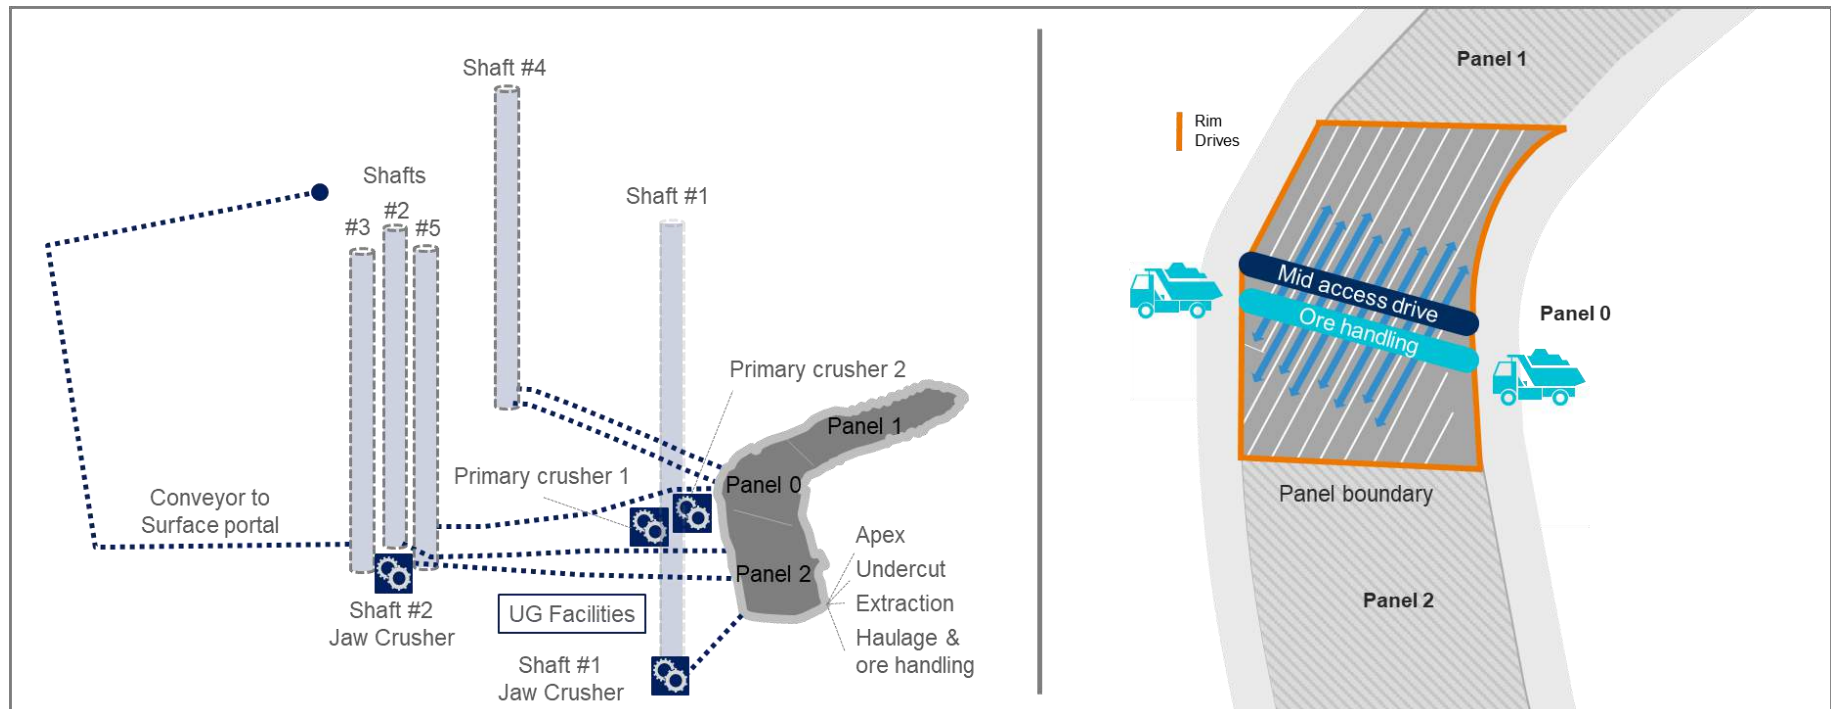 Shaft #4
Shafts
#3
#2
#5
Shaft #1
Primary crusher 2
Primary crusher 1
Panel 1
Panel 0
Panel 2
Conveyor to
Surface portal
Apex
Undercut
Extraction
Haulage &
ore handling
UG Facilities
Shaft #2
Jaw Crusher
Shaft #1
Jaw Crusher
Panel 1
Rim
Drives
Mid access drive
Ore handling
Panel 0
Panel boundary
Panel 2